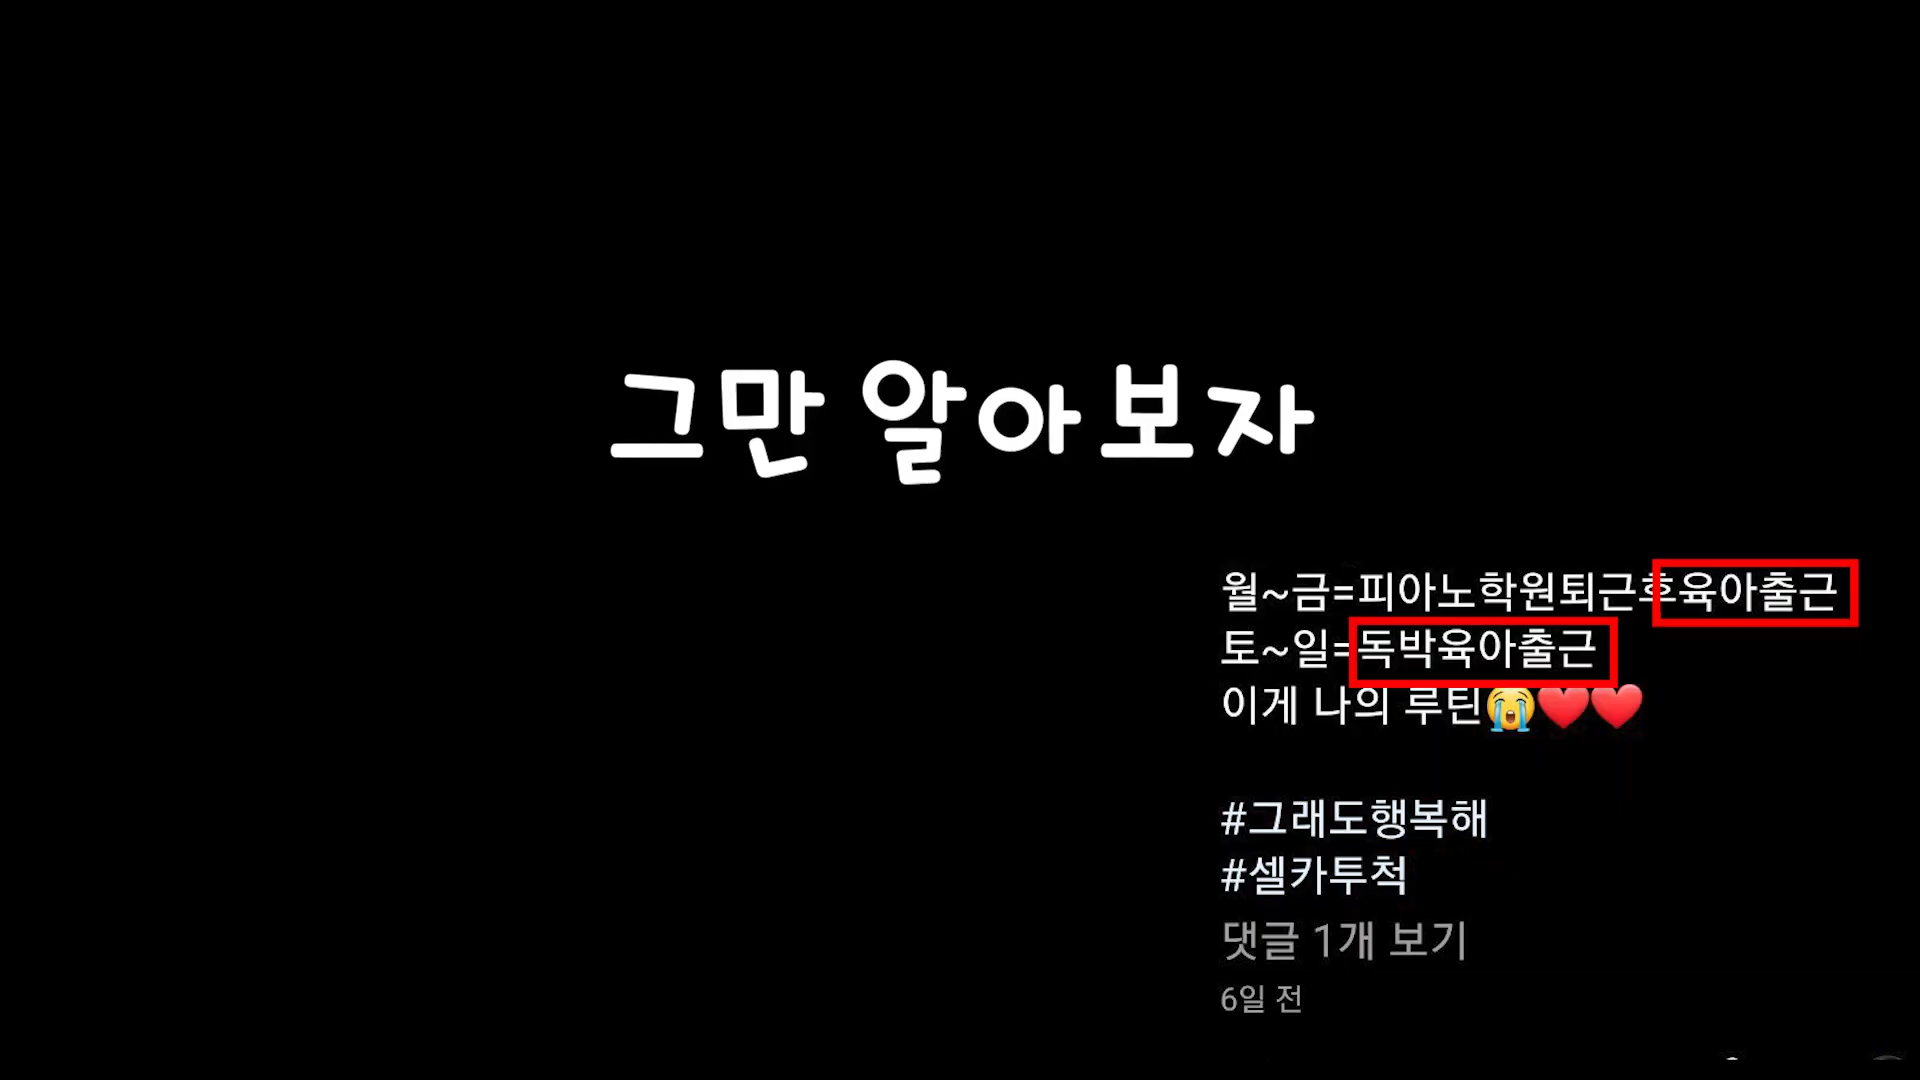 그만 알아보자
월~금=피아노학원퇴근후육아출근
토~일=독박육아출근
이게 나의 루틴😭❤️❤️
#그래도행복해
#셀카투척
댓글 1개 보기
6일 전